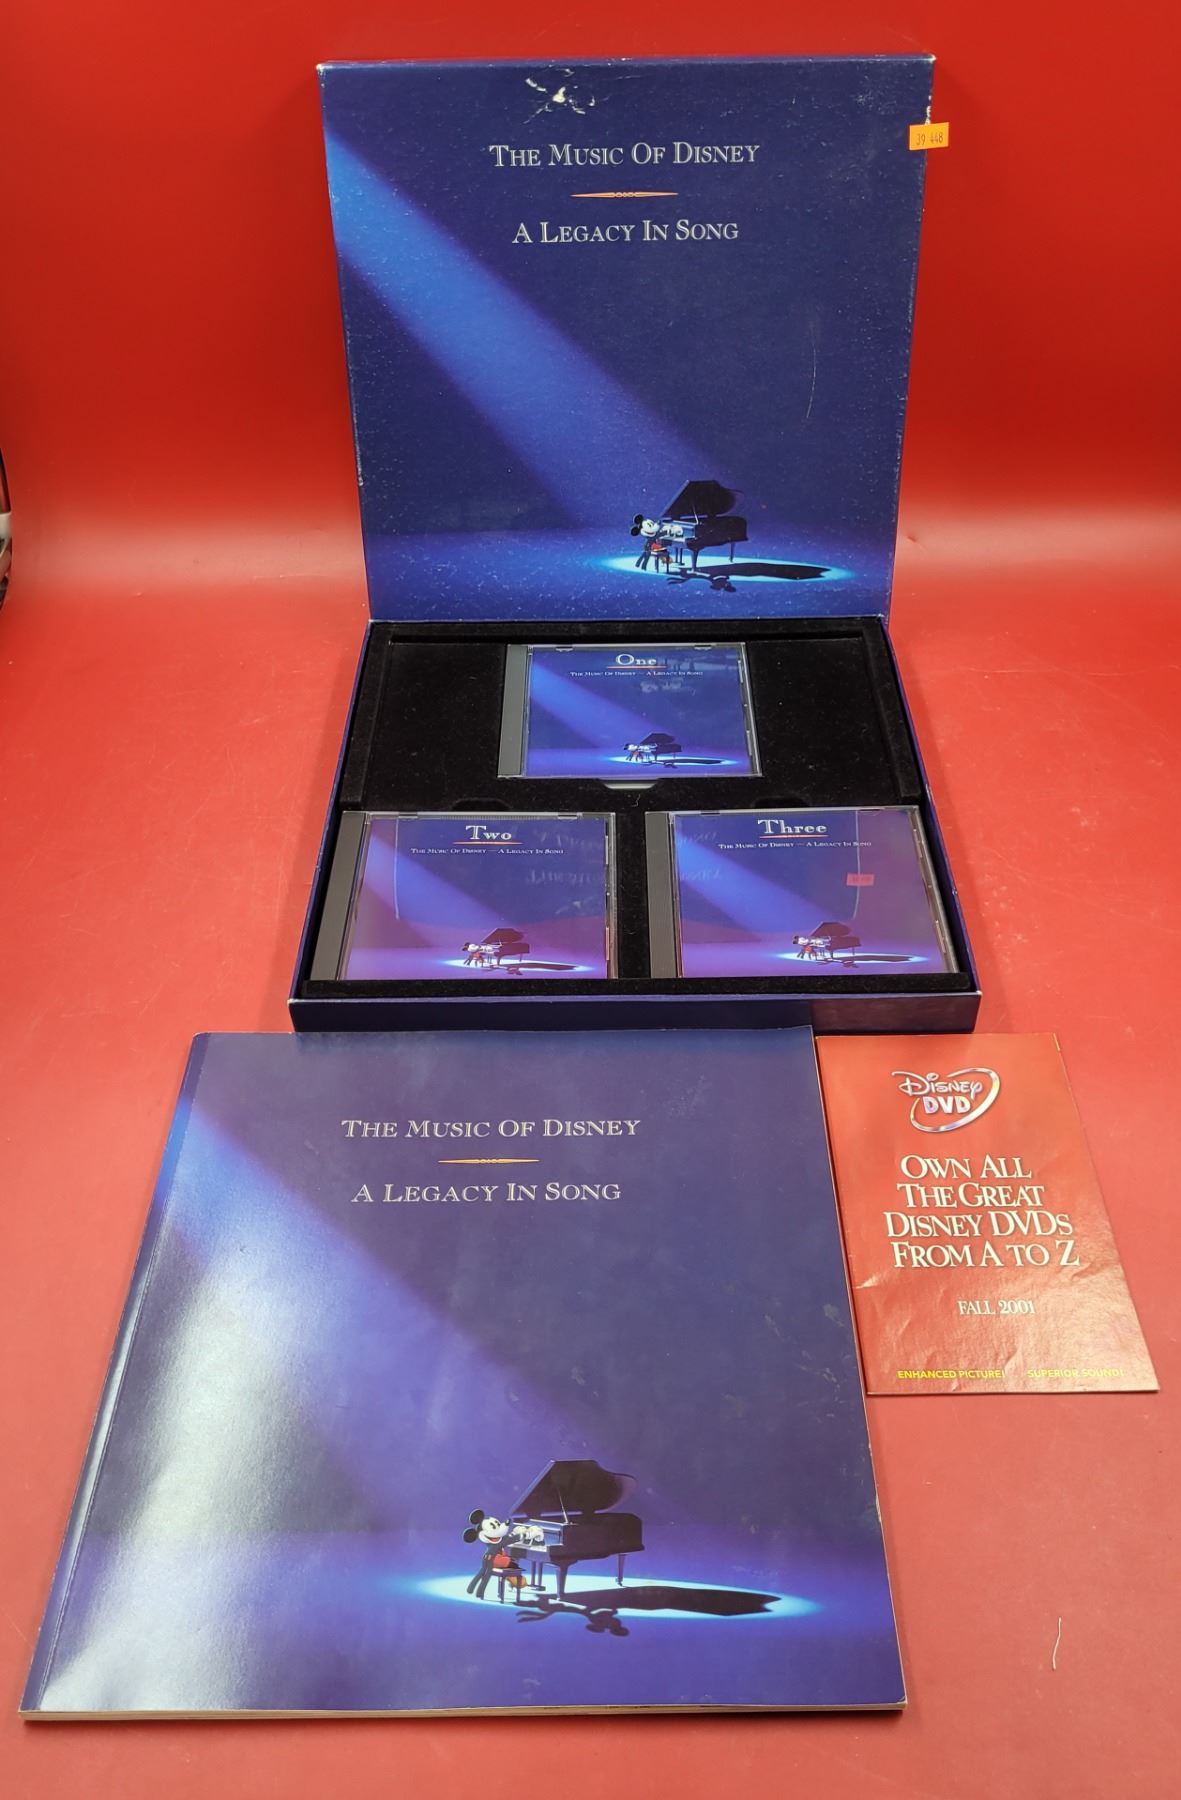 THE MUSIC OF DISNEY
A LEGACY IN SONG
39 448
One
THE MUSIC OF DISNEY — A LEGACY IN SONG
Two
THE MUSIC OF DISNEY — A LEGACY IN SONG
Three
THE MUSIC OF DISNEY — A LEGACY IN SONG
THE MUSIC OF DISNEY
A LEGACY IN SONG
DISNEY
DVD
OWN ALL
THE GREAT
DISNEY DVDS
FROM A TO Z
FALL 2001
ENHANCED PICTURE! SUPERIOR SOUND!